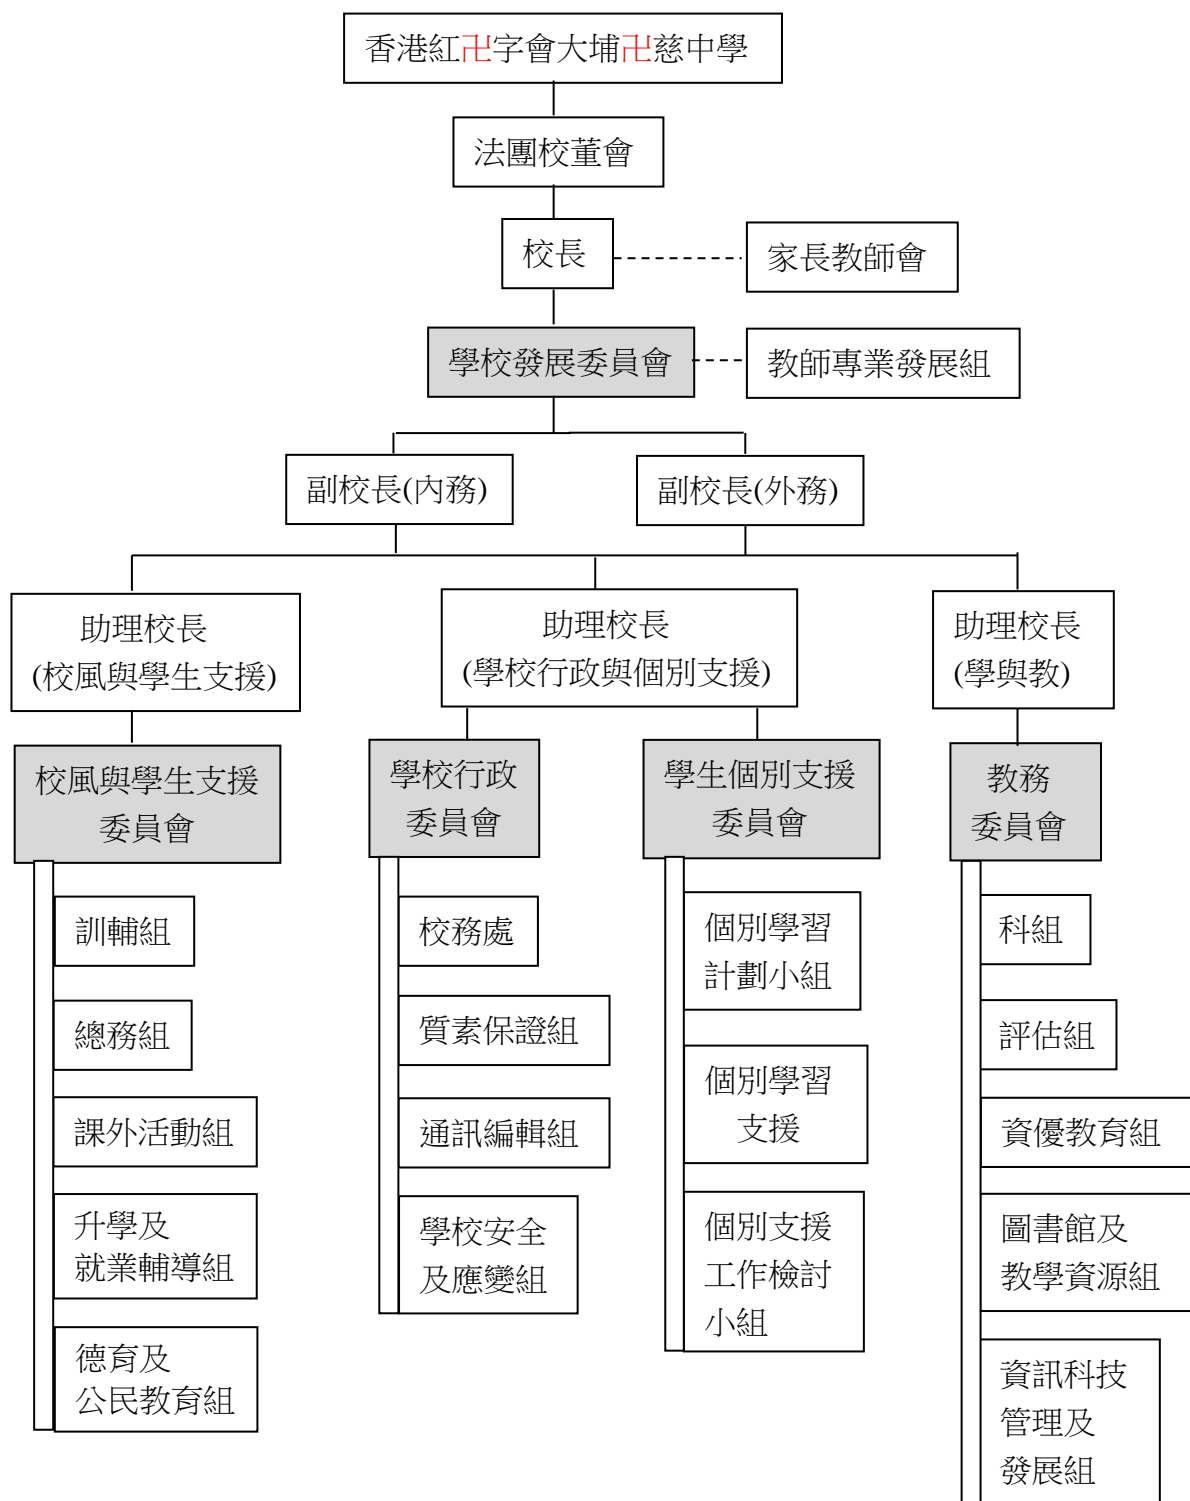 香港紅卍字會大埔卍慈中學
法團校董會
校長
家長教師會
學校發展委員會
教師專業發展組
副校長(內務)
副校長(外務)
助理校長
(校風與學生支援)
助理校長
(學校行政與個別支援)
助理校長
(學與教)
校風與學生支援
委員會
學校行政
委員會
學生個別支援
委員會
教務
委員會
訓輔組
總務組
課外活動組
升學及
就業輔導組
德育及
公民教育組
校務處
質素保證組
通訊編輯組
學校安全
及應變組
個別學習
計劃小組
個別學習
支援
個別支援
工作檢討
小組
科組
評估組
資優教育組
圖書館及
教學資源組
資訊科技
管理及
發展組